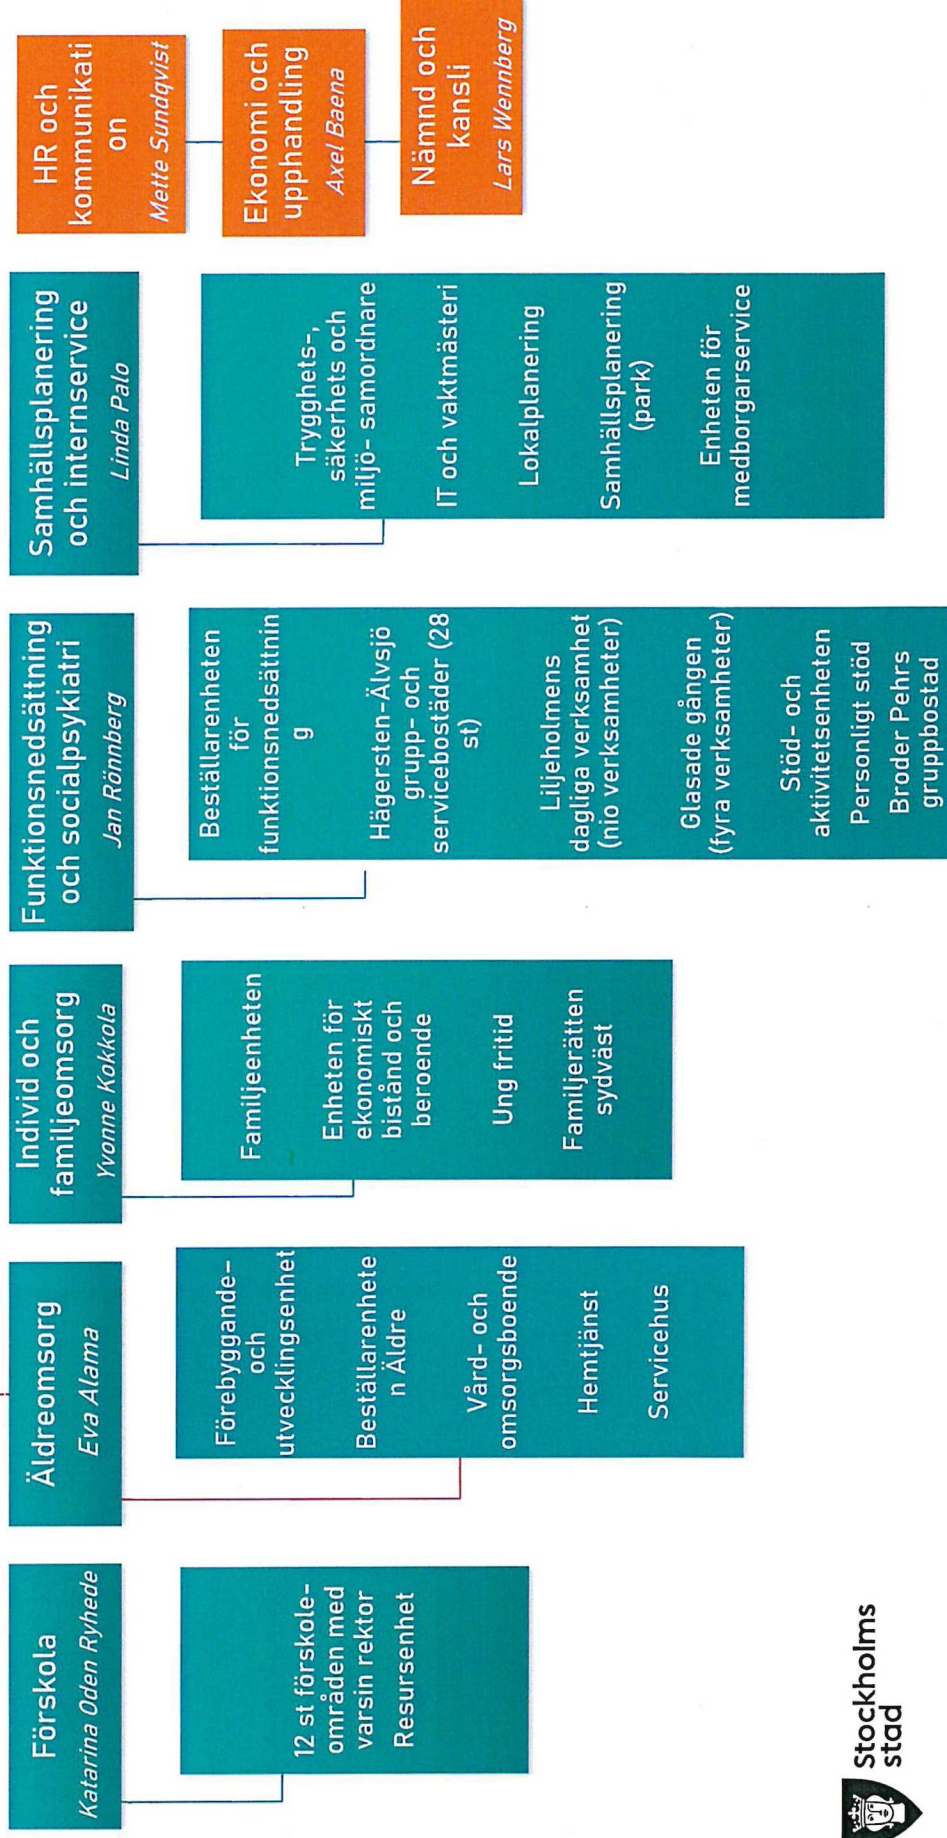 Förskola
Katarina Oden Ryhede
12 st förskole-
områden med
varsin rektor
Resursenhet
Äldreomsorg
Eva Alama
Förebyggande-
och
utvecklingsenhet
Beställarenhete
n Äldre
Vård- och
omsorgsboende
Hemtjänst
Servicehus
Individ och
familjeomsorg
Yvonne Kokkola
Familjeenheten
Enheten för
ekonomiskt
bistånd och
beroende
Ung fritid
Familjerätten
sydväst
Funktionsnedsättning
och socialpsykiatri
Jan Rönnberg
Beställarenheten
för
funktionsnedsättnin
g
Hägersten-Älvsjö
grupp- och
servicebostäder (28
st)
Liljeholmens
dagliga verksamhet
(nio verksamheter)
Glasade gången
(fyra verksamheter)
Stöd- och
aktivitetsenheten
Personligt stöd
Broder Pehrs
gruppbostad
Samhällsplanering
och internservice
Linda Palo
Trygghets-,
säkerhets och
miljö- samordnare
IT och vaktmästeri
Lokalplanering
Samhällsplanering
(park)
Enheten för
medborgarservice
HR och
kommunikati
on
Mette Sundqvist
Ekonomi och
upphandling
Axel Baena
Nämnd och
kansli
Lars Wennberg
Stockholms
stad